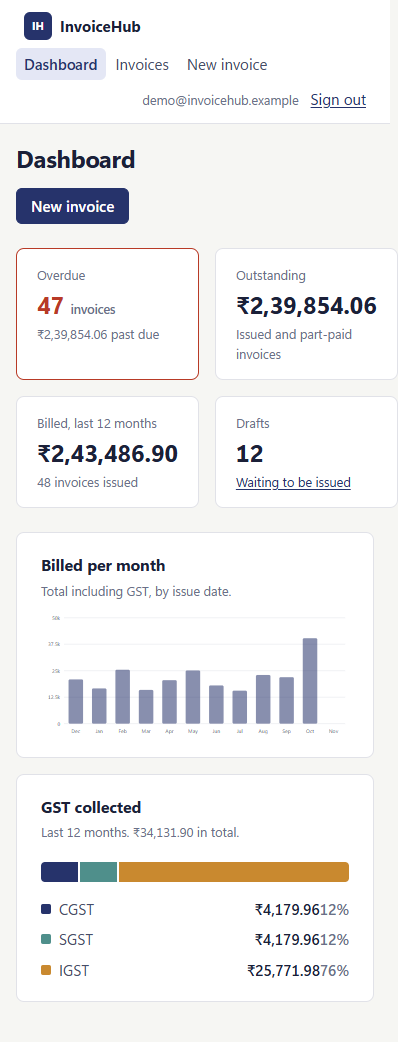 IH InvoiceHub
Dashboard Invoices New invoice
demo@invoicehub.example Sign out
Dashboard
New invoice
Overdue
47 invoices
₹2,39,854.06 past due
Outstanding
₹2,39,854.06
Issued and part-paid
invoices
Billed, last 12 months
₹2,43,486.90
48 invoices issued
Drafts
12
Waiting to be issued
Billed per month
Total including GST, by issue date.
50k
37.5k
25k
12.5k
0
Dec Jan Feb Mar Apr May Jun Jul Aug Sep Oct Nov
GST collected
Last 12 months. ₹34,131.90 in total.
CGST ₹4,179.9612%
SGST ₹4,179.9612%
IGST ₹25,771.9876%